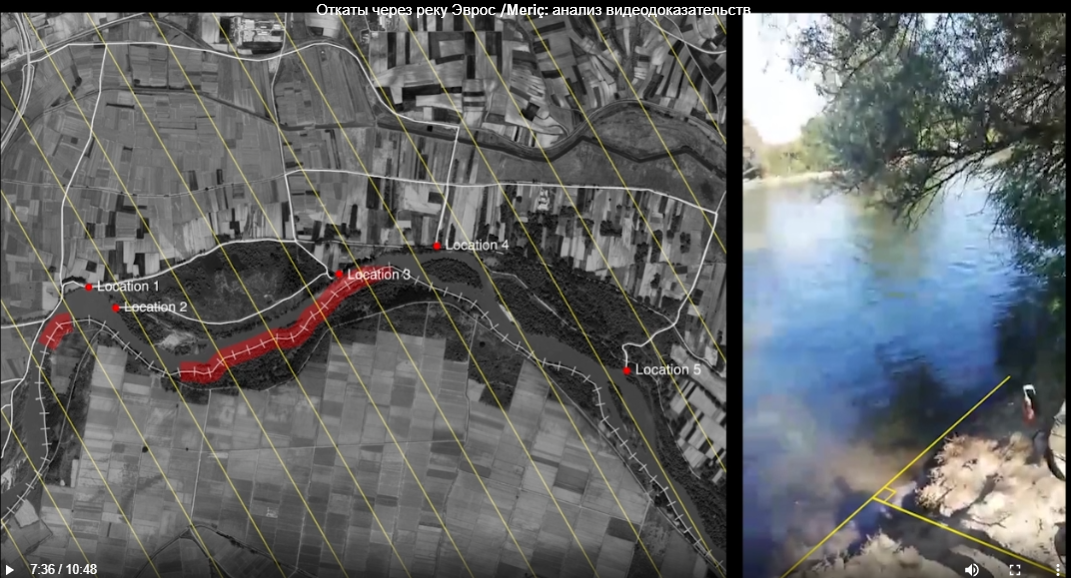 Откаты через реку Эврос /Meriç: анализ видеодоказательств
Location 4
Location 3
Location 1
Location 2
Location 5
7:36 / 10:48